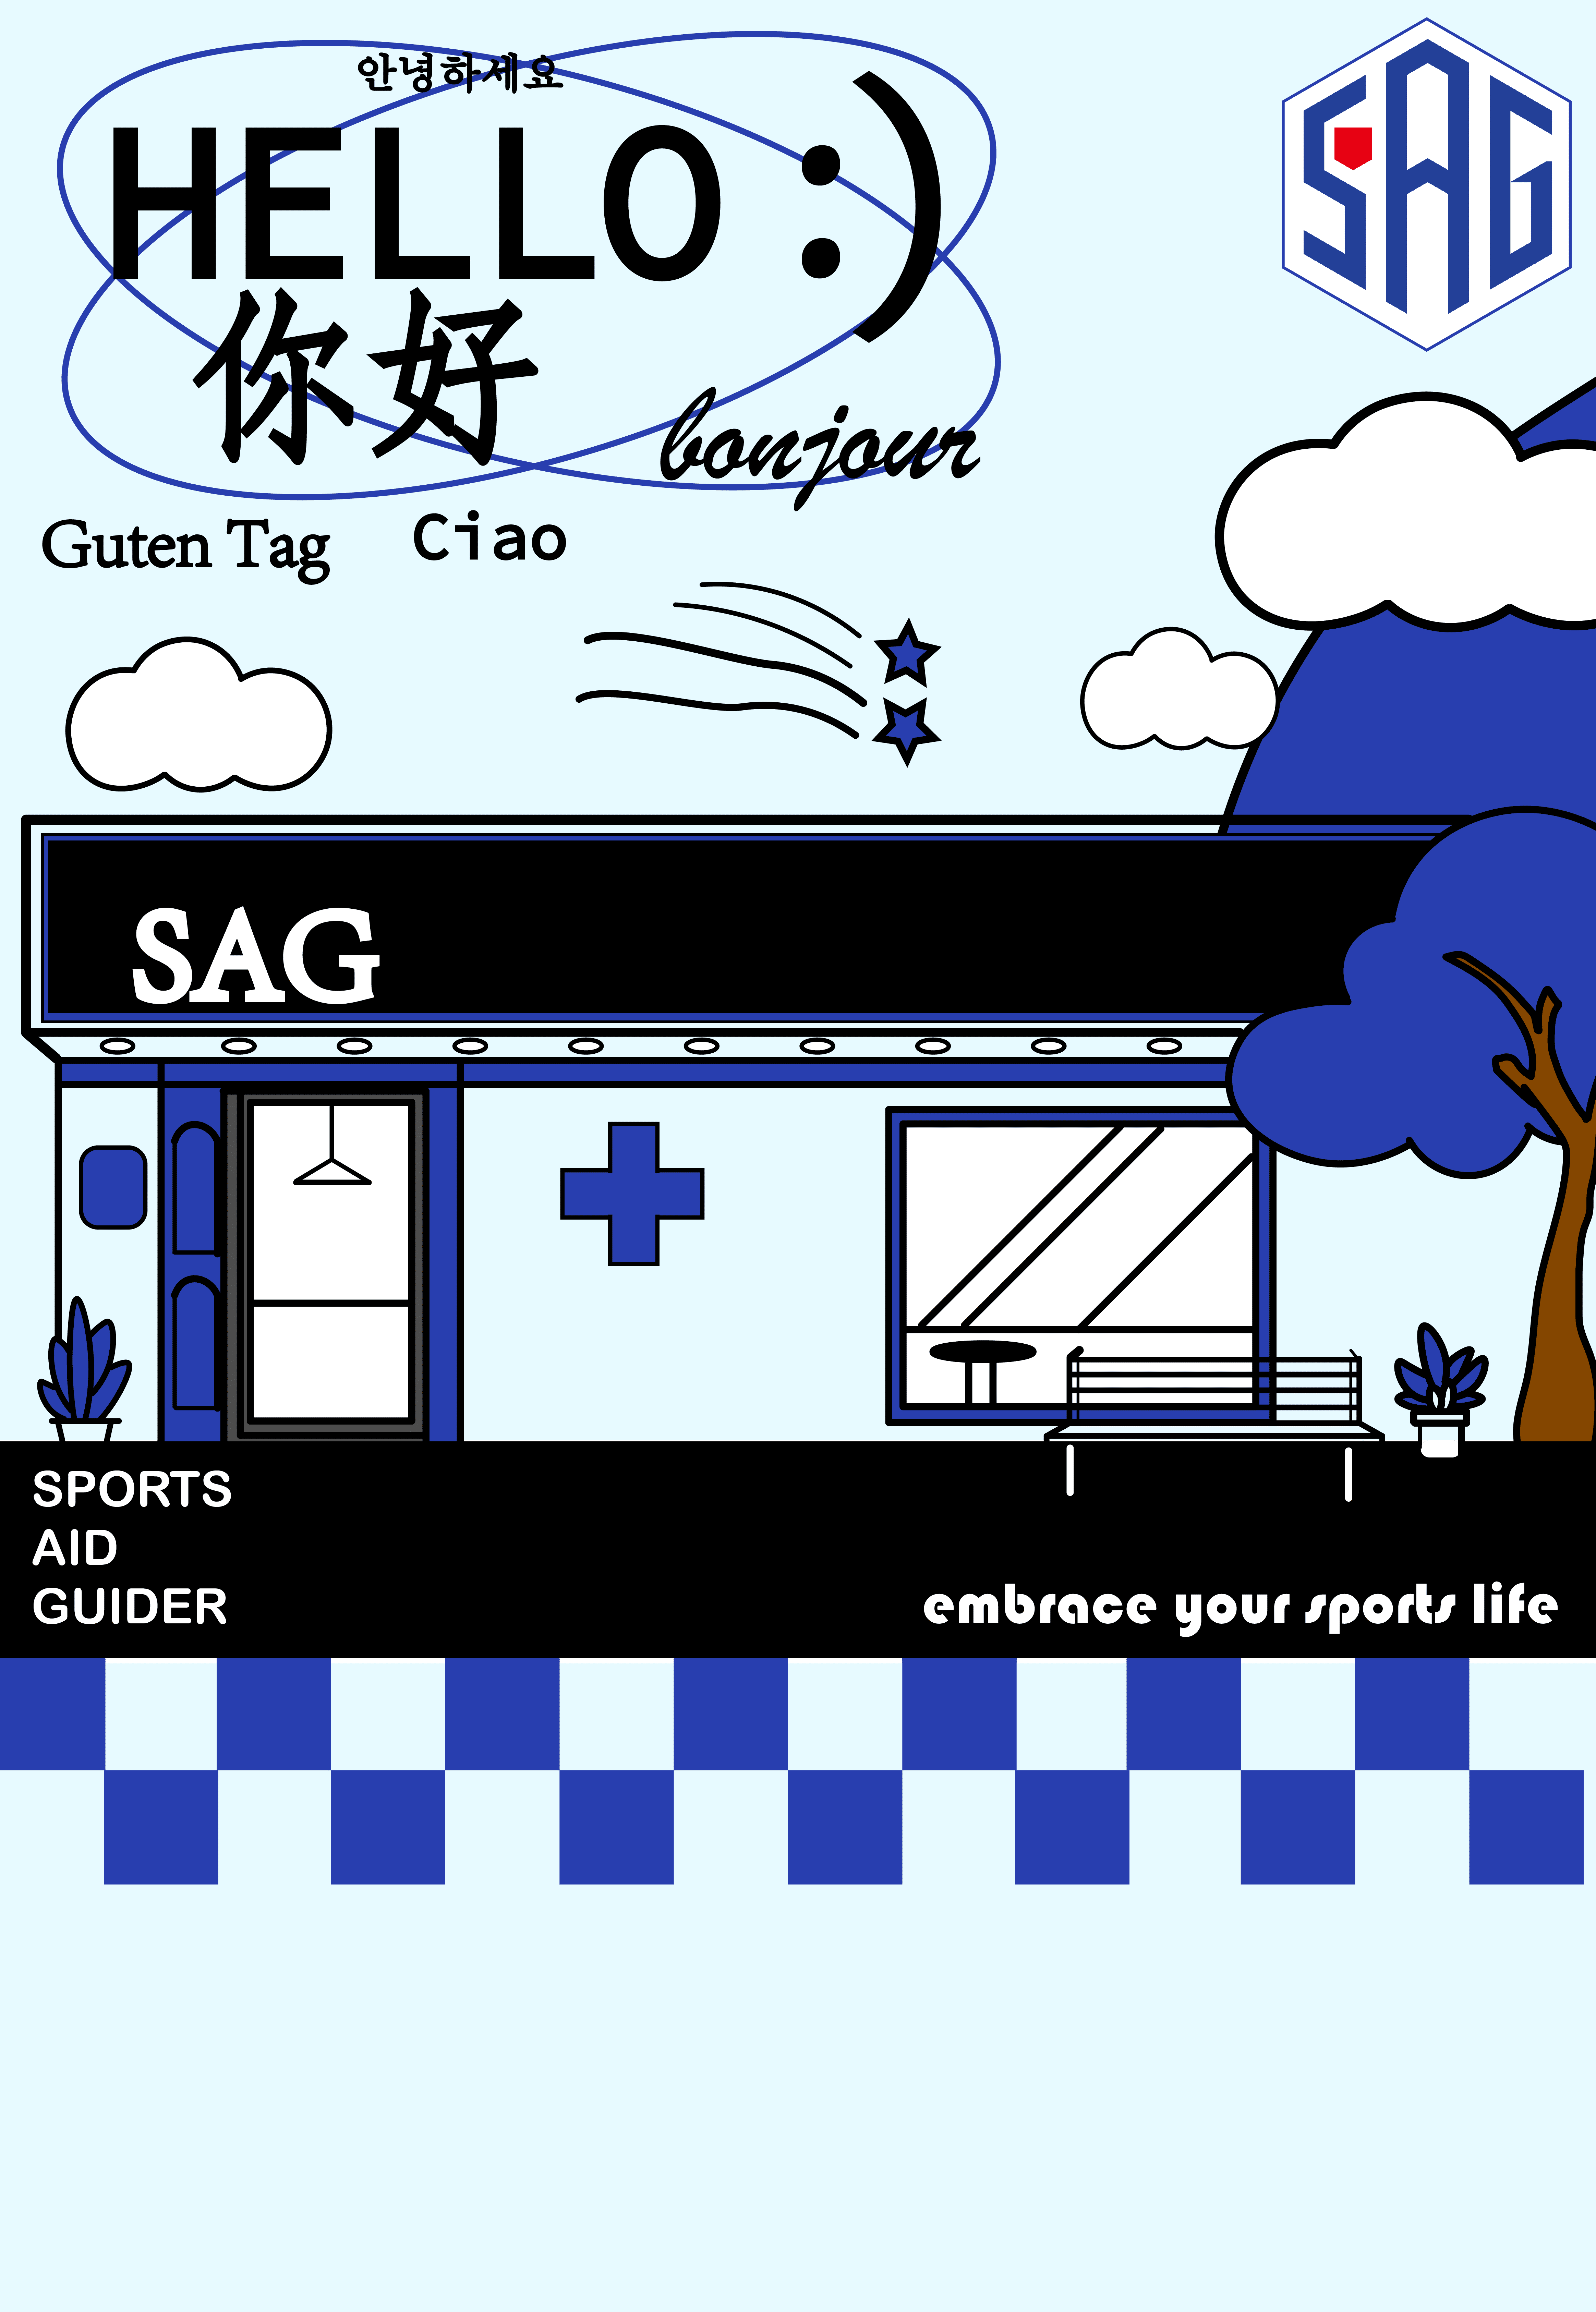 안녕하세요
HELLO :)
你好
bonjour
Guten Tag
Ciao
SAG
SAG
SPORTS
AID
GUIDER
embrace your sports life